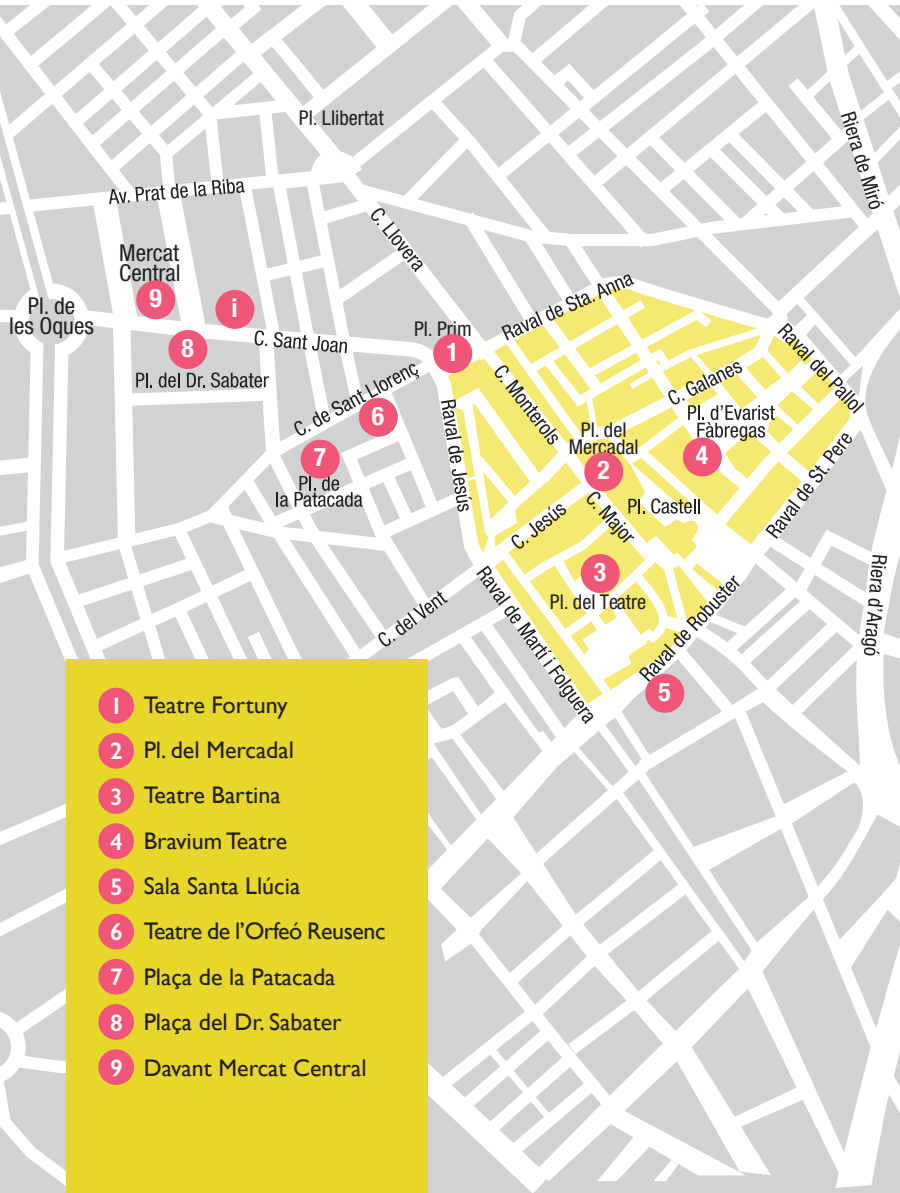 Pl. Llibertat
Riera de Miró
Av. Prat de la Riba
C. Llovera
Mercat
Central
9
i
Pl. de
les Oques
Raval de Sta. Anna
Pl. Prim
1
C. Sant Joan
8
Pl. del Dr. Sabater
Raval del Pallol
C. Galanes
C. Monterols
C. de Sant Llorenç
6
Raval de Jesús
Pl. d'Evarist
Fàbregas
4
Pl. del
Mercadal
2
7
Pl. de
la Patacada
Raval de St. Pere
C. Major
Pl. Castell
C. Jesús
3
Pl. del Teatre
Riera d'Aragó
C. del Vent
Raval de Martí i Folguera
Raval de Robuster
5
1 Teatre Fortuny
2 Pl. del Mercadal
3 Teatre Bartina
4 Bravium Teatre
5 Sala Santa Llúcia
6 Teatre de l'Orfeó Reusenc
7 Plaça de la Patacada
8 Plaça del Dr. Sabater
9 Davant Mercat Central